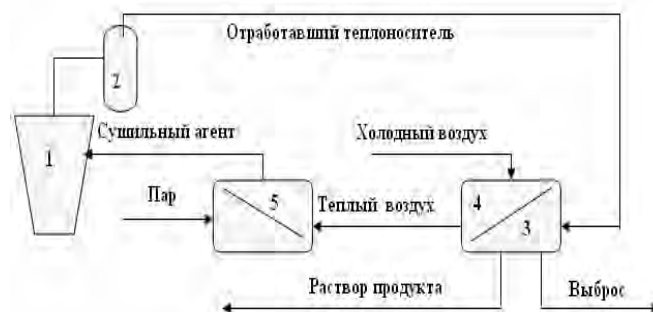 Отработавший теплоноситель
2
Сушильный агент
Холодный воздух
1
Пар
5
Теплый воздух
4
3
Раствор продукта
Выброс